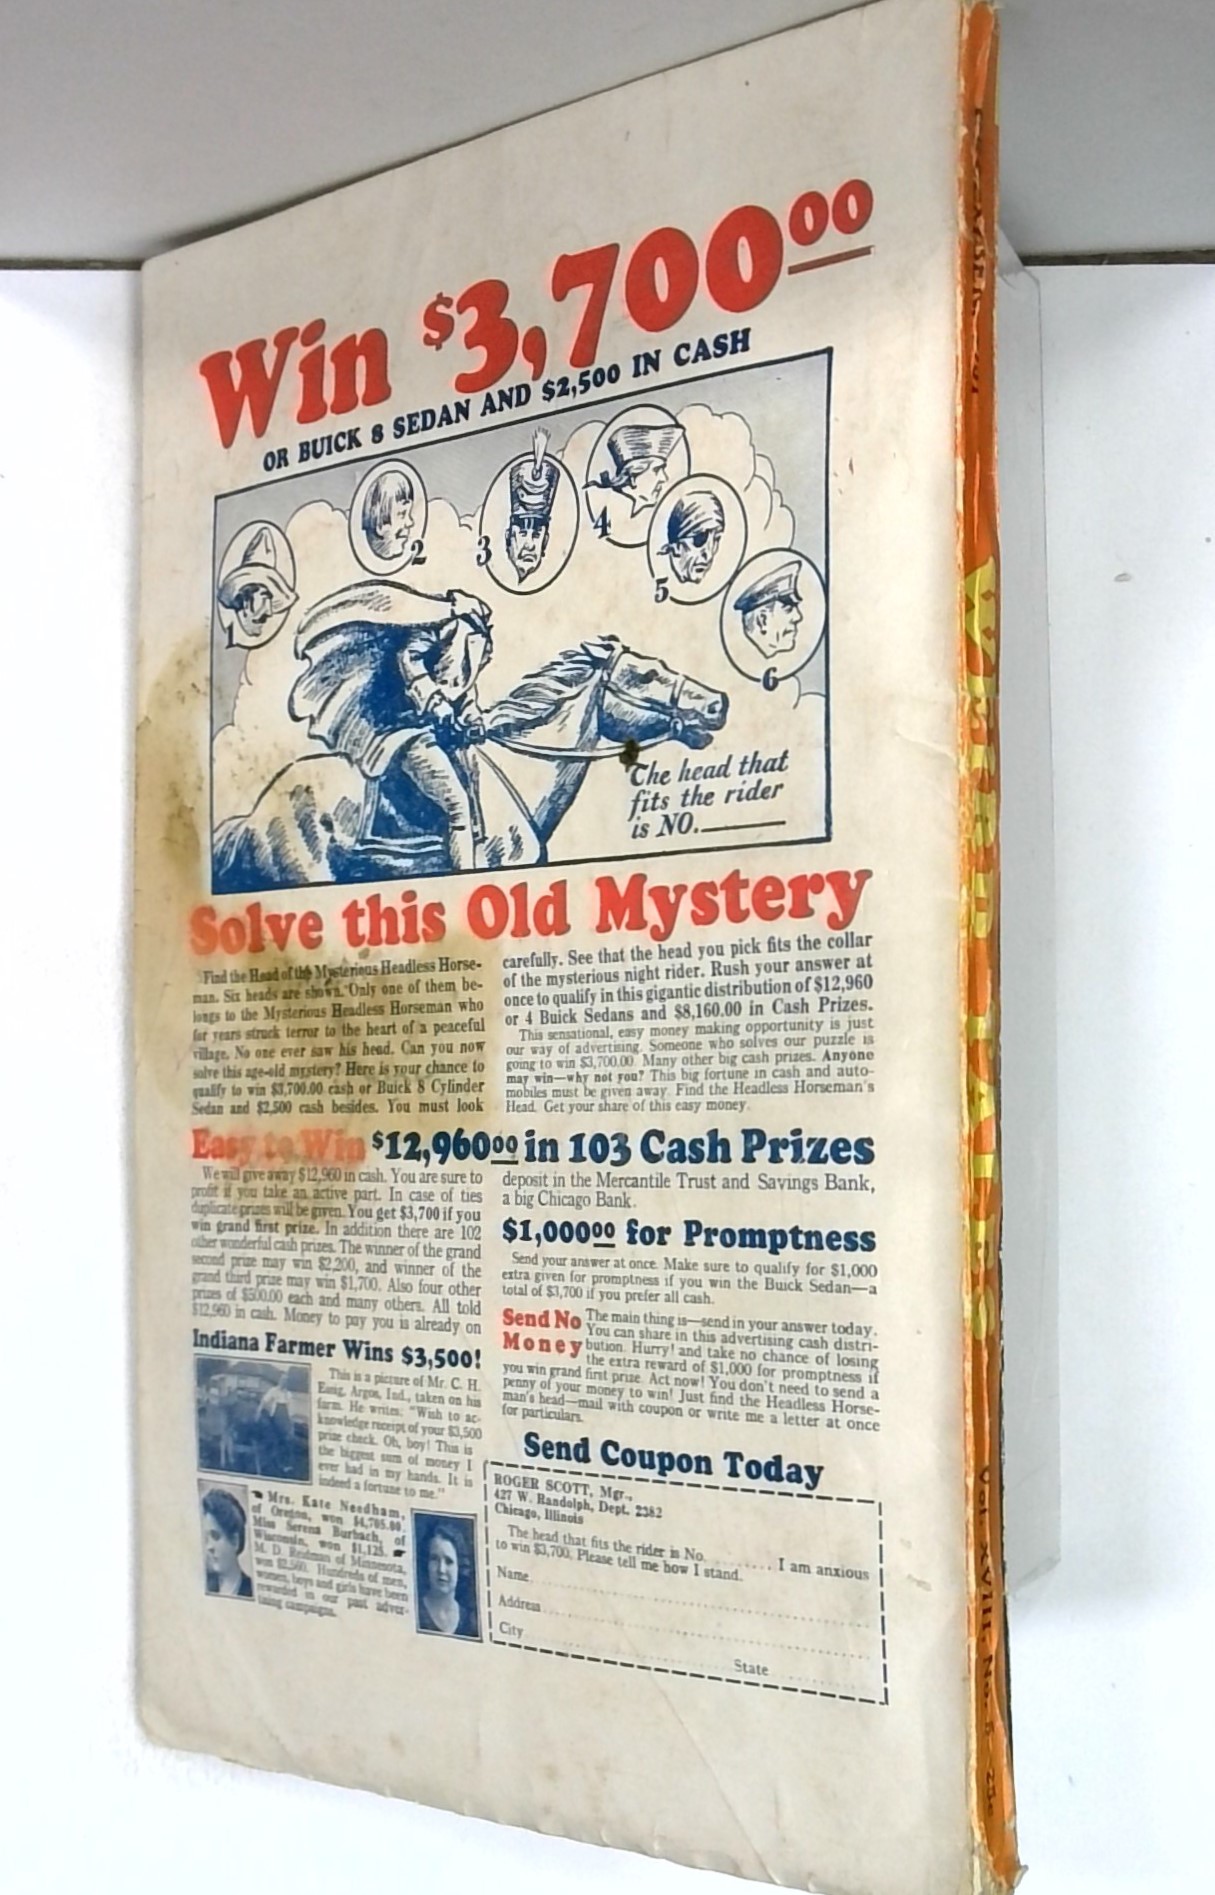 Win $3,700.00
OR BUICK 8 SEDAN AND $2,500 IN CASH
1
2
3
4
5
6
The head that
fits the rider
is NO.
Solve this Old Mystery
Find the Head of the Mysterious Headless Horse-
man. Six heads are shown. Only one of them be-
longs to the Mysterious Headless Horseman who
for years struck terror to the heart of a peaceful
village. No one ever saw his head. Can you now
solve this age-old mystery? Here is your chance to
qualify to win $3,700.00 cash or Buick 8 Cylinder
Sedan and $2,500 cash besides. You must look
carefully. See that the head you pick fits the collar
of the mysterious night rider. Rush your answer at
once to qualify in this gigantic distribution of $12,960
or 4 Buick Sedans and $8,160.00 in Cash Prizes.
This sensational, easy money making opportunity is just
our way of advertising. Someone who solves our puzzle is
going to win $3,700.00. Many other big cash prizes. Anyone
may win—why not you? This big fortune in cash and auto-
mobiles must be given away. Find the Headless Horseman's
Head. Get your share of this easy money.
Easy to Win $12,960.00 in 103 Cash Prizes
We will give away $12,960 in cash. You are sure to
profit if you take an active part. In case of ties
duplicate prizes will be given. You get $3,700 if you
win grand first prize. In addition there are 102
other wonderful cash prizes. The winner of the grand
second prize may win $2,200, and winner of the
grand third prize may win $1,700. Also four other
prizes of $500.00 each and many others. All told
$12,960 in cash. Money to pay you is already on
deposit in the Mercantile Trust and Savings Bank,
a big Chicago Bank.
$1,000.00 for Promptness
Send your answer at once. Make sure to qualify for $1,000
extra given for promptness if you win the Buick Sedan—a
total of $3,700 if you prefer all cash.
Send No Money
The main thing is—send in your answer today.
You can share in this advertising cash distri-
bution. Hurry! and take no chance of losing
the extra reward of $1,000 for promptness if
you win grand first prize. Act now! You don't need to send a
penny of your money to win! Just find the Headless Horse-
man's head—mail with coupon or write me a letter at once
for particulars.
Indiana Farmer Wins $3,500!
This is a picture of Mr. C. H.
Essig, Argos, Ind., taken on his
farm. He writes: "Wish to ac-
knowledge receipt of your $3,500
prize check. Oh, boy! This is
the biggest sum of money I
ever had in my hands. It is
indeed a fortune to me."
Mrs. Kate Needham,
of Oregon, won $4,705.00.
Miss Serena Burbach, of
Wisconsin, won $1,125.
M. D. Reidman of Minnesota,
won $2,560. Hundreds of men,
women, boys and girls have been
rewarded in our past adver-
tising campaigns.
Send Coupon Today
ROGER SCOTT, Mgr.,
427 W. Randolph, Dept. 2382
Chicago, Illinois
The head that fits the rider is No. ........ I am anxious
to win $3,700. Please tell me how I stand.
Name
Address
City
State
Vol. XVII. No. 5
25c